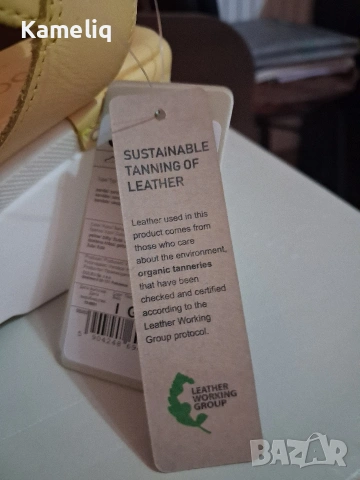 Kameliq
SUSTAINABLE
TANNING OF
LEATHER
Leather used in this
product comes from
those who care
about the environment,
organic tanneries
that have been
checked and certified
according to the
Leather Working
Group protocol.
LEATHER
WORKING
GROUP
BAZAR